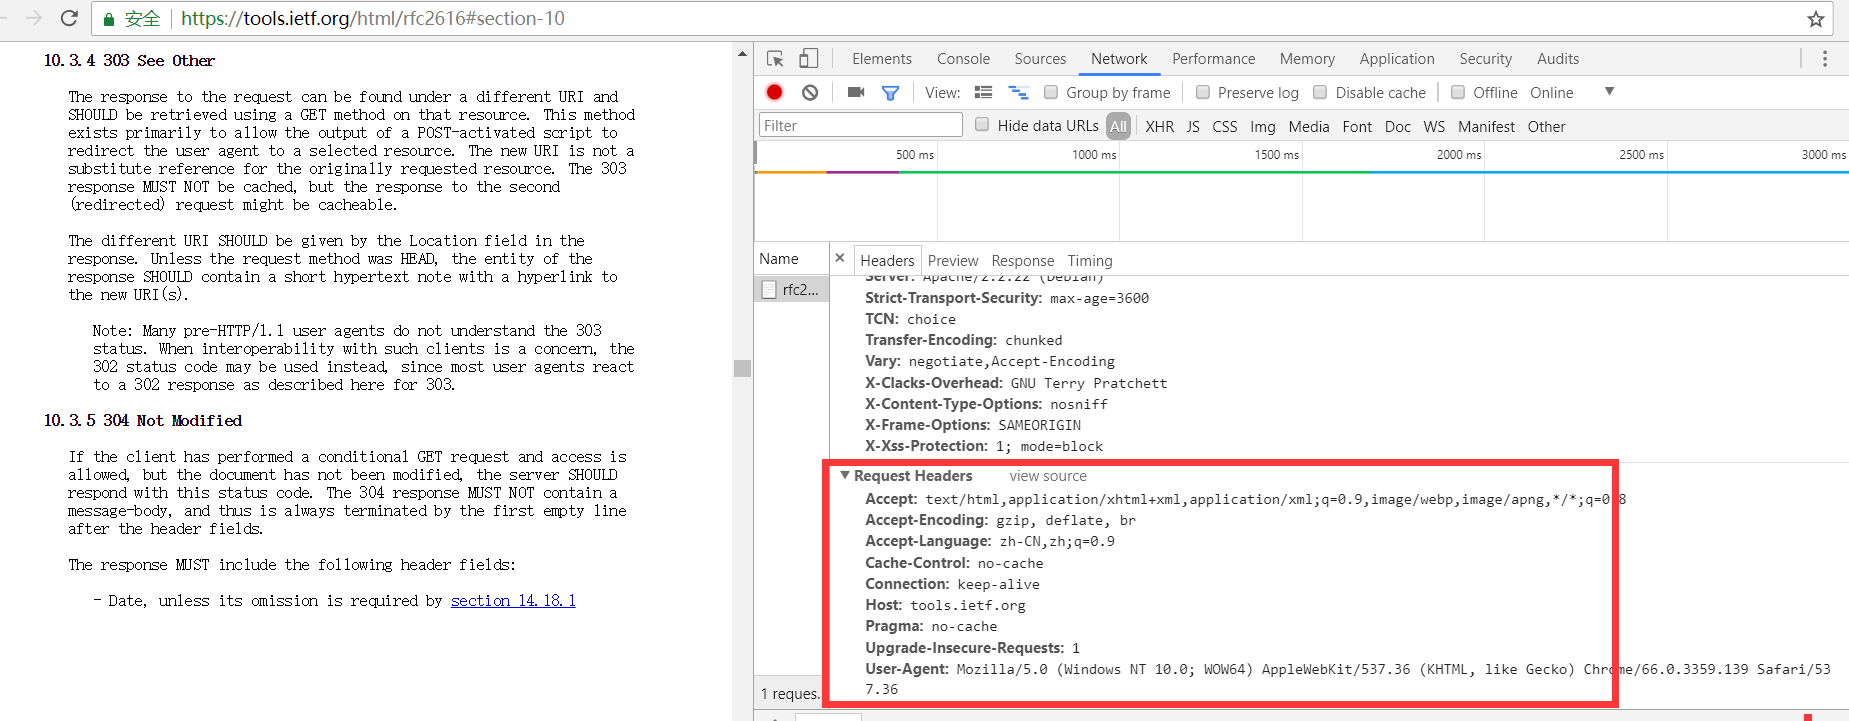 安全 https://tools.ietf.org/html/rfc2616#section-10
10.3.4 303 See Other
The response to the request can be found under a different URI and
SHOULD be retrieved using a GET method on that resource. This method
exists primarily to allow the output of a POST-activated script to
redirect the user agent to a selected resource. The new URI is not a
substitute reference for the originally requested resource. The 303
response MUST NOT be cached, but the response to the second
(redirected) request might be cacheable.
The different URI SHOULD be given by the Location field in the
response. Unless the request method was HEAD, the entity of the
response SHOULD contain a short hypertext note with a hyperlink to
the new URI(s).
Note: Many pre-HTTP/1.1 user agents do not understand the 303
status. When interoperability with such clients is a concern, the
302 status code may be used instead, since most user agents react
to a 302 response as described here for 303.
10.3.5 304 Not Modified
If the client has performed a conditional GET request and access is
allowed, but the document has not been modified, the server SHOULD
respond with this status code. The 304 response MUST NOT contain a
message-body, and thus is always terminated by the first empty line
after the header fields.
The response MUST include the following header fields:
- Date, unless its omission is required by section 14.18.1
Elements Console Sources Network Performance Memory Application Security Audits
View: Group by frame Preserve log Disable cache Offline Online
Filter Hide data URLs All XHR JS CSS Img Media Font Doc WS Manifest Other
500 ms 1000 ms 1500 ms 2000 ms 2500 ms 3000 ms
Name × Headers Preview Response Timing
rfc2...
Server: Apache/2.2.22 (Debian)
Strict-Transport-Security: max-age=3600
TCN: choice
Transfer-Encoding: chunked
Vary: negotiate,Accept-Encoding
X-Clacks-Overhead: GNU Terry Pratchett
X-Content-Type-Options: nosniff
X-Frame-Options: SAMEORIGIN
X-Xss-Protection: 1; mode=block
Request Headers view source
Accept: text/html,application/xhtml+xml,application/xml;q=0.9,image/webp,image/apng,*/*;q=0.8
Accept-Encoding: gzip, deflate, br
Accept-Language: zh-CN,zh;q=0.9
Cache-Control: no-cache
Connection: keep-alive
Host: tools.ietf.org
Pragma: no-cache
Upgrade-Insecure-Requests: 1
User-Agent: Mozilla/5.0 (Windows NT 10.0; WOW64) AppleWebKit/537.36 (KHTML, like Gecko) Chrome/66.0.3359.139 Safari/53
7.36
1 reques...